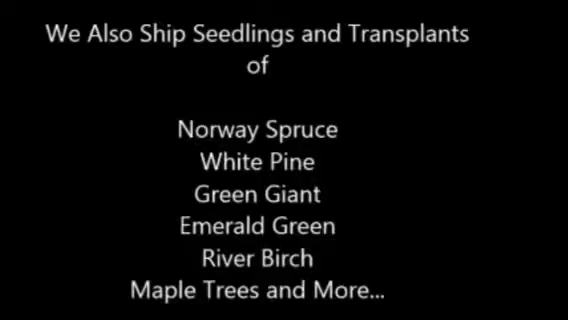 We Also Ship Seedlings and Transplants
of
Norway Spruce
White Pine
Green Giant
Emerald Green
River Birch
Maple Trees and More...